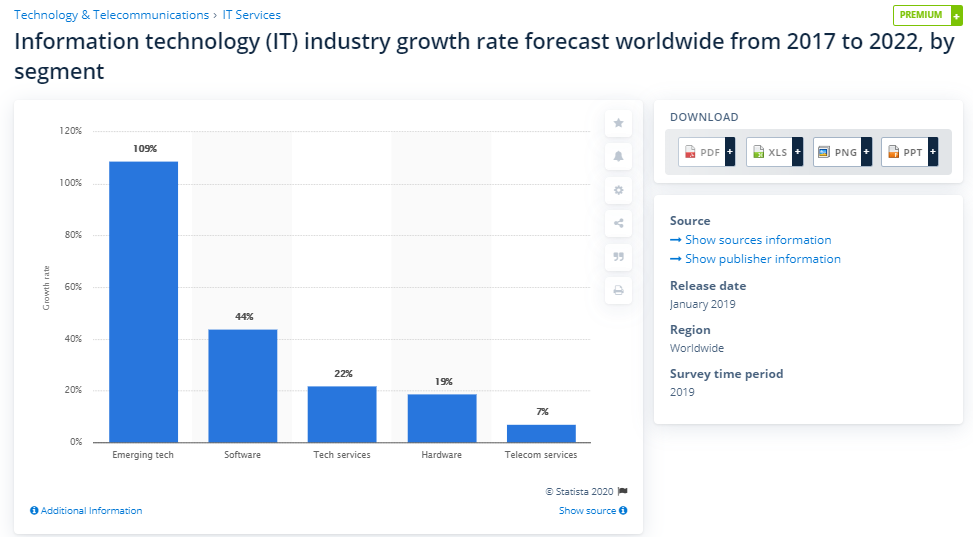 Technology & Telecommunications › IT Services
PREMIUM +
Information technology (IT) industry growth rate forecast worldwide from 2017 to 2022, by
segment
DOWNLOAD
PDF + XLS + PNG + PPT +
Source
→ Show sources information
→ Show publisher information
Release date
January 2019
Region
Worldwide
Survey time period
2019
Growth rate
120%
100%
80%
60%
40%
20%
0%
109%
44%
22%
19%
7%
Emerging tech Software Tech services Hardware Telecom services
© Statista 2020
Additional Information
Show source